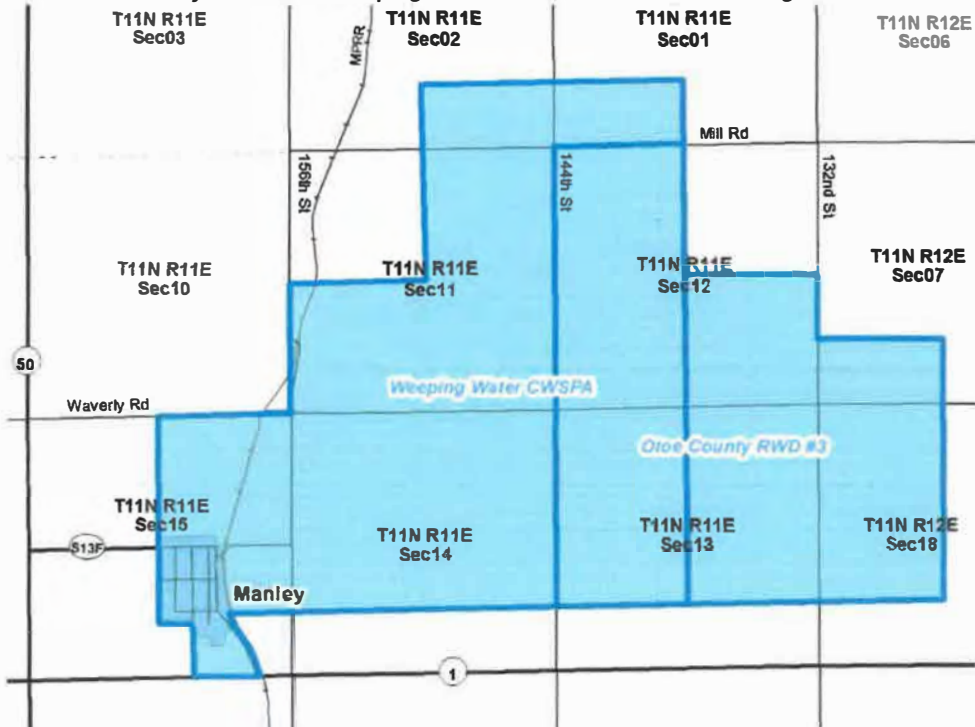 T11N R11E
Sec03
T11N R11E
Sec02
T11N R11E
Sec01
T11N R12E
Sec06
MPRR
Mill Rd
156th St
144th St
132nd St
T11N R11E
Sec10
T11N R11E
Sec11
T11N R11E
Sec12
T11N R12E
Sec07
50
Weeping Water CWSPA
Waverly Rd
Otoe County RWD #3
T11N R11E
Sec15
T11N R11E
Sec14
T11N R11E
Sec13
T11N R12E
Sec18
S13F
Manley
1